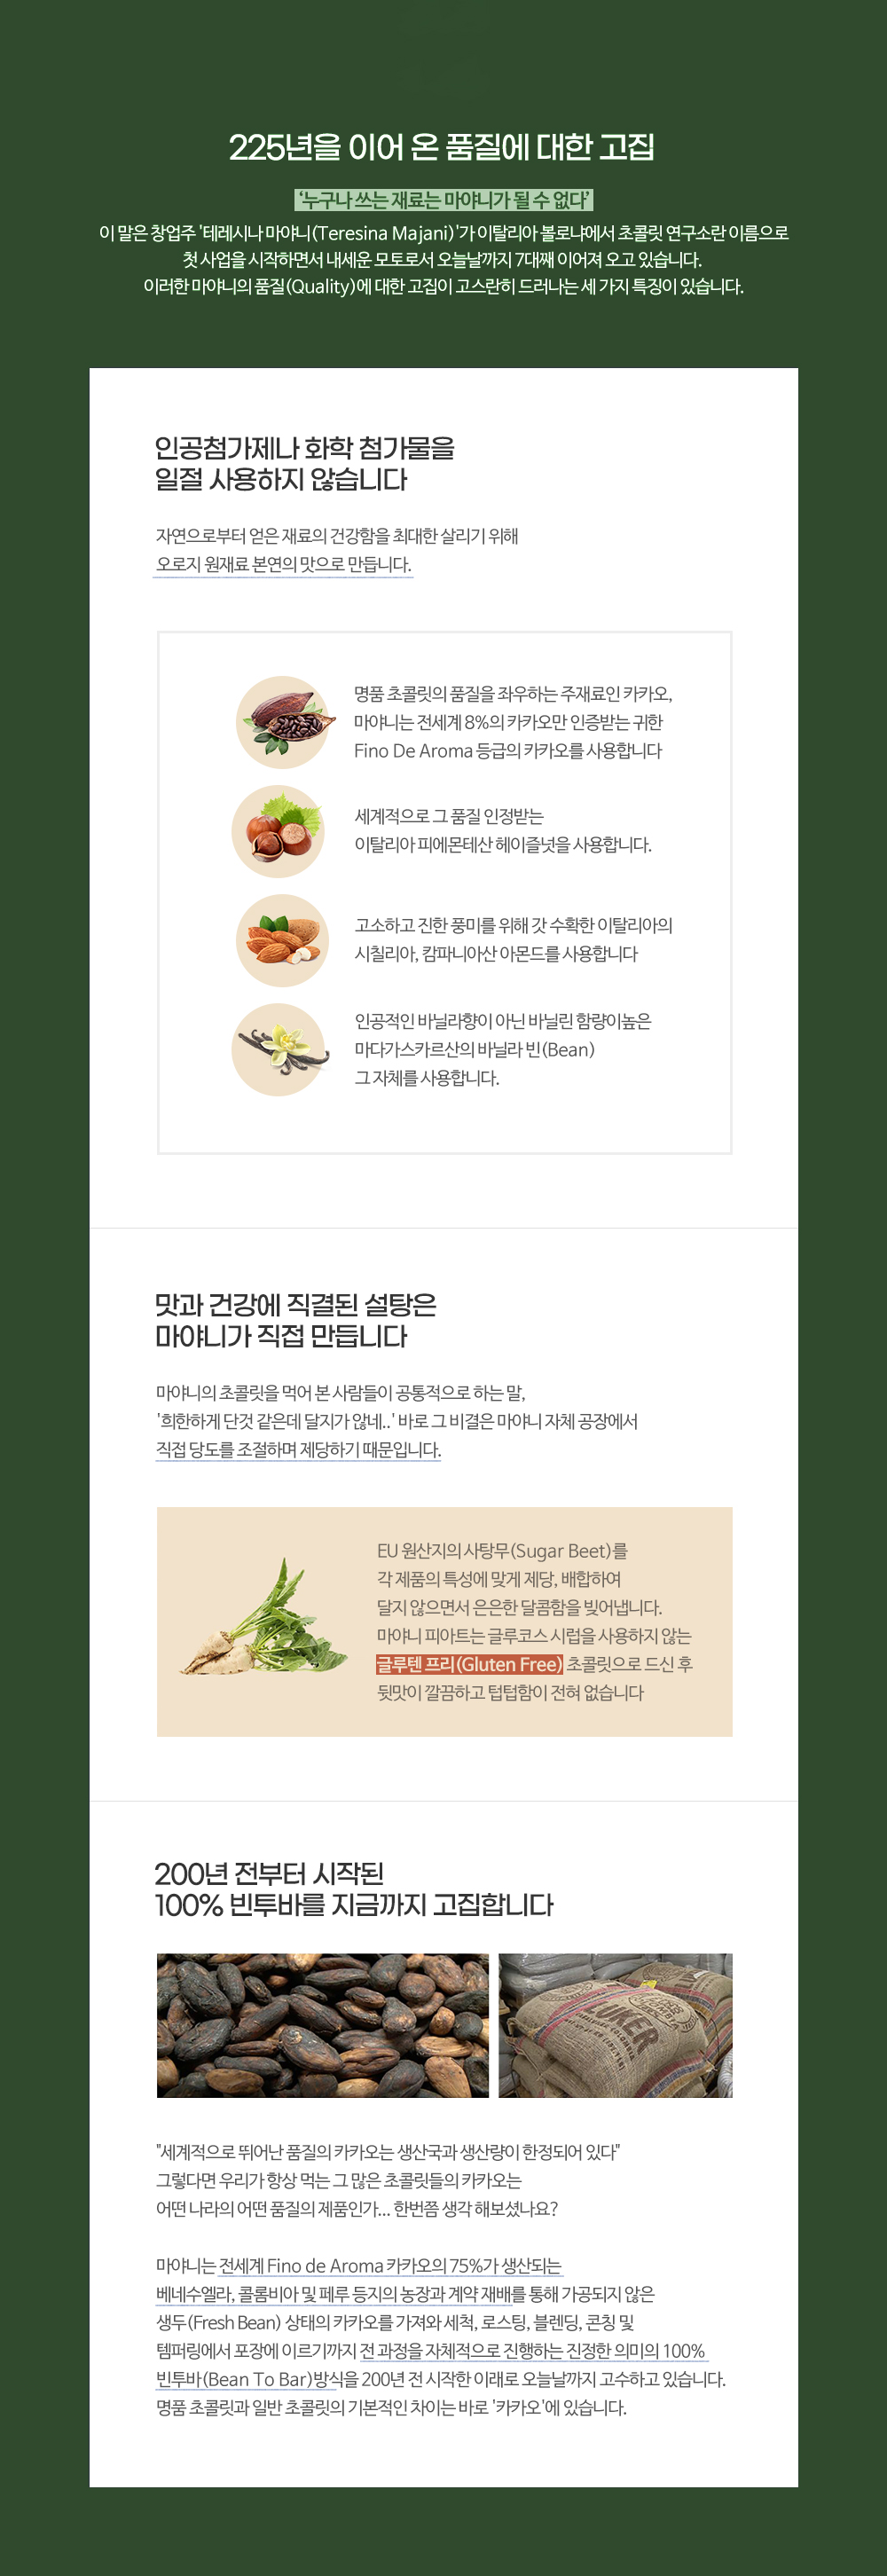 225년을 이어 온 품질에 대한 고집
‘누구나 쓰는 재료는 마야니가 될 수 없다’
이 말은 창업주 '테레시나 마야니(Teresina Majani)'가 이탈리아 볼로냐에서 초콜릿 연구소란 이름으로
첫 사업을 시작하면서 내세운 모토로서 오늘날까지 7대째 이어져 오고 있습니다.
이러한 마야니의 품질(Quality)에 대한 고집이 고스란히 드러나는 세 가지 특징이 있습니다.
인공첨가제나 화학 첨가물을
일절 사용하지 않습니다
자연으로부터 얻은 재료의 건강함을 최대한 살리기 위해
오로지 원재료 본연의 맛으로 만듭니다.
명품 초콜릿의 품질을 좌우하는 주재료인 카카오,
마야니는 전세계 8%의 카카오만 인증받는 귀한
Fino De Aroma 등급의 카카오를 사용합니다
세계적으로 그 품질 인정받는
이탈리아 피에몬테산 헤이즐넛을 사용합니다.
고소하고 진한 풍미를 위해 갓 수확한 이탈리아의
시칠리아, 캄파니아산 아몬드를 사용합니다
인공적인 바닐라향이 아닌 바닐린 함량이높은
마다가스카르산의 바닐라 빈(Bean)
그 자체를 사용합니다.
맛과 건강에 직결된 설탕은
마야니가 직접 만듭니다
마야니의 초콜릿을 먹어 본 사람들이 공통적으로 하는 말,
'희한하게 단것 같은데 달지가 않네..' 바로 그 비결은 마야니 자체 공장에서
직접 당도를 조절하며 제당하기 때문입니다.
EU 원산지의 사탕무(Sugar Beet)를
각 제품의 특성에 맞게 제당, 배합하여
달지 않으면서 은은한 달콤함을 빚어냅니다.
마야니 피아트는 글루코스 시럽을 사용하지 않는
글루텐 프리(Gluten Free) 초콜릿으로 드신 후
뒷맛이 깔끔하고 텁텁함이 전혀 없습니다
200년 전부터 시작된
100% 빈투바를 지금까지 고집합니다
"세계적으로 뛰어난 품질의 카카오는 생산국과 생산량이 한정되어 있다"
그렇다면 우리가 항상 먹는 그 많은 초콜릿들의 카카오는
어떤 나라의 어떤 품질의 제품인가... 한번쯤 생각 해보셨나요?
마야니는 전세계 Fino de Aroma 카카오의 75%가 생산되는
베네수엘라, 콜롬비아 및 페루 등지의 농장과 계약 재배를 통해 가공되지 않은
생두(Fresh Bean) 상태의 카카오를 가져와 세척, 로스팅, 블렌딩, 콘칭 및
템퍼링에서 포장에 이르기까지 전 과정을 자체적으로 진행하는 진정한 의미의 100%
빈투바(Bean To Bar)방식을 200년 전 시작한 이래로 오늘날까지 고수하고 있습니다.
명품 초콜릿과 일반 초콜릿의 기본적인 차이는 바로 '카카오'에 있습니다.